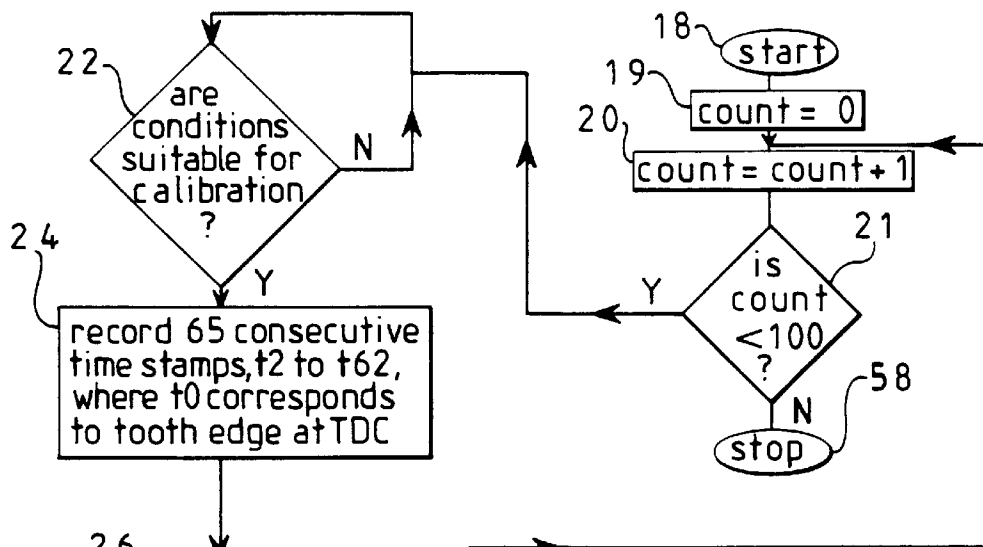 22
are
conditions
suitable for
calibration
?
N
Y
24
record 65 consecutive
time stamps, t2 to t62,
where t0 corresponds
to tooth edge at TDC
26
18
start
19
count = 0
20
count = count + 1
21
is
count
<100
?
Y
N
58
stop